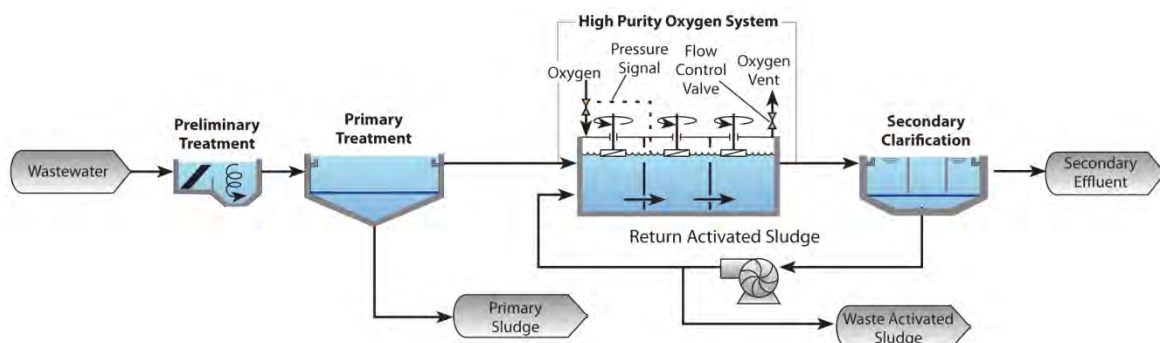 High Purity Oxygen System
Oxygen
Pressure
Signal
Flow
Control
Valve
Oxygen
Vent
Preliminary
Treatment
Primary
Treatment
Secondary
Clarification
Wastewater
Secondary
Effluent
Return Activated Sludge
Primary
Sludge
Waste Activated
Sludge